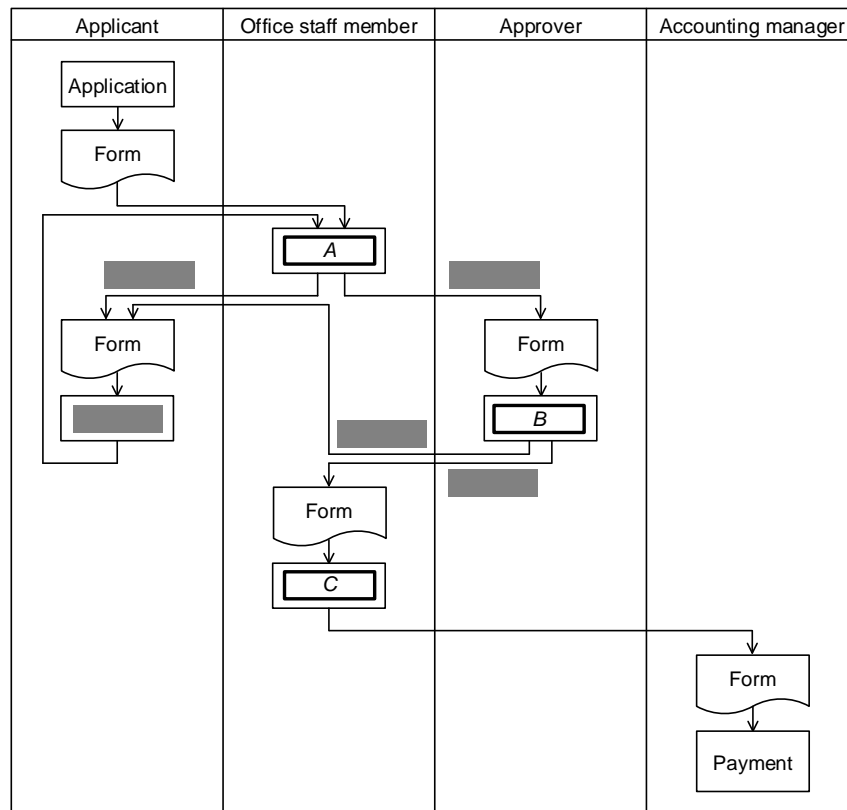 Applicant
Office staff member
Approver
Accounting manager
Application
Form
A
Form
Form
B
Form
C
Form
Payment